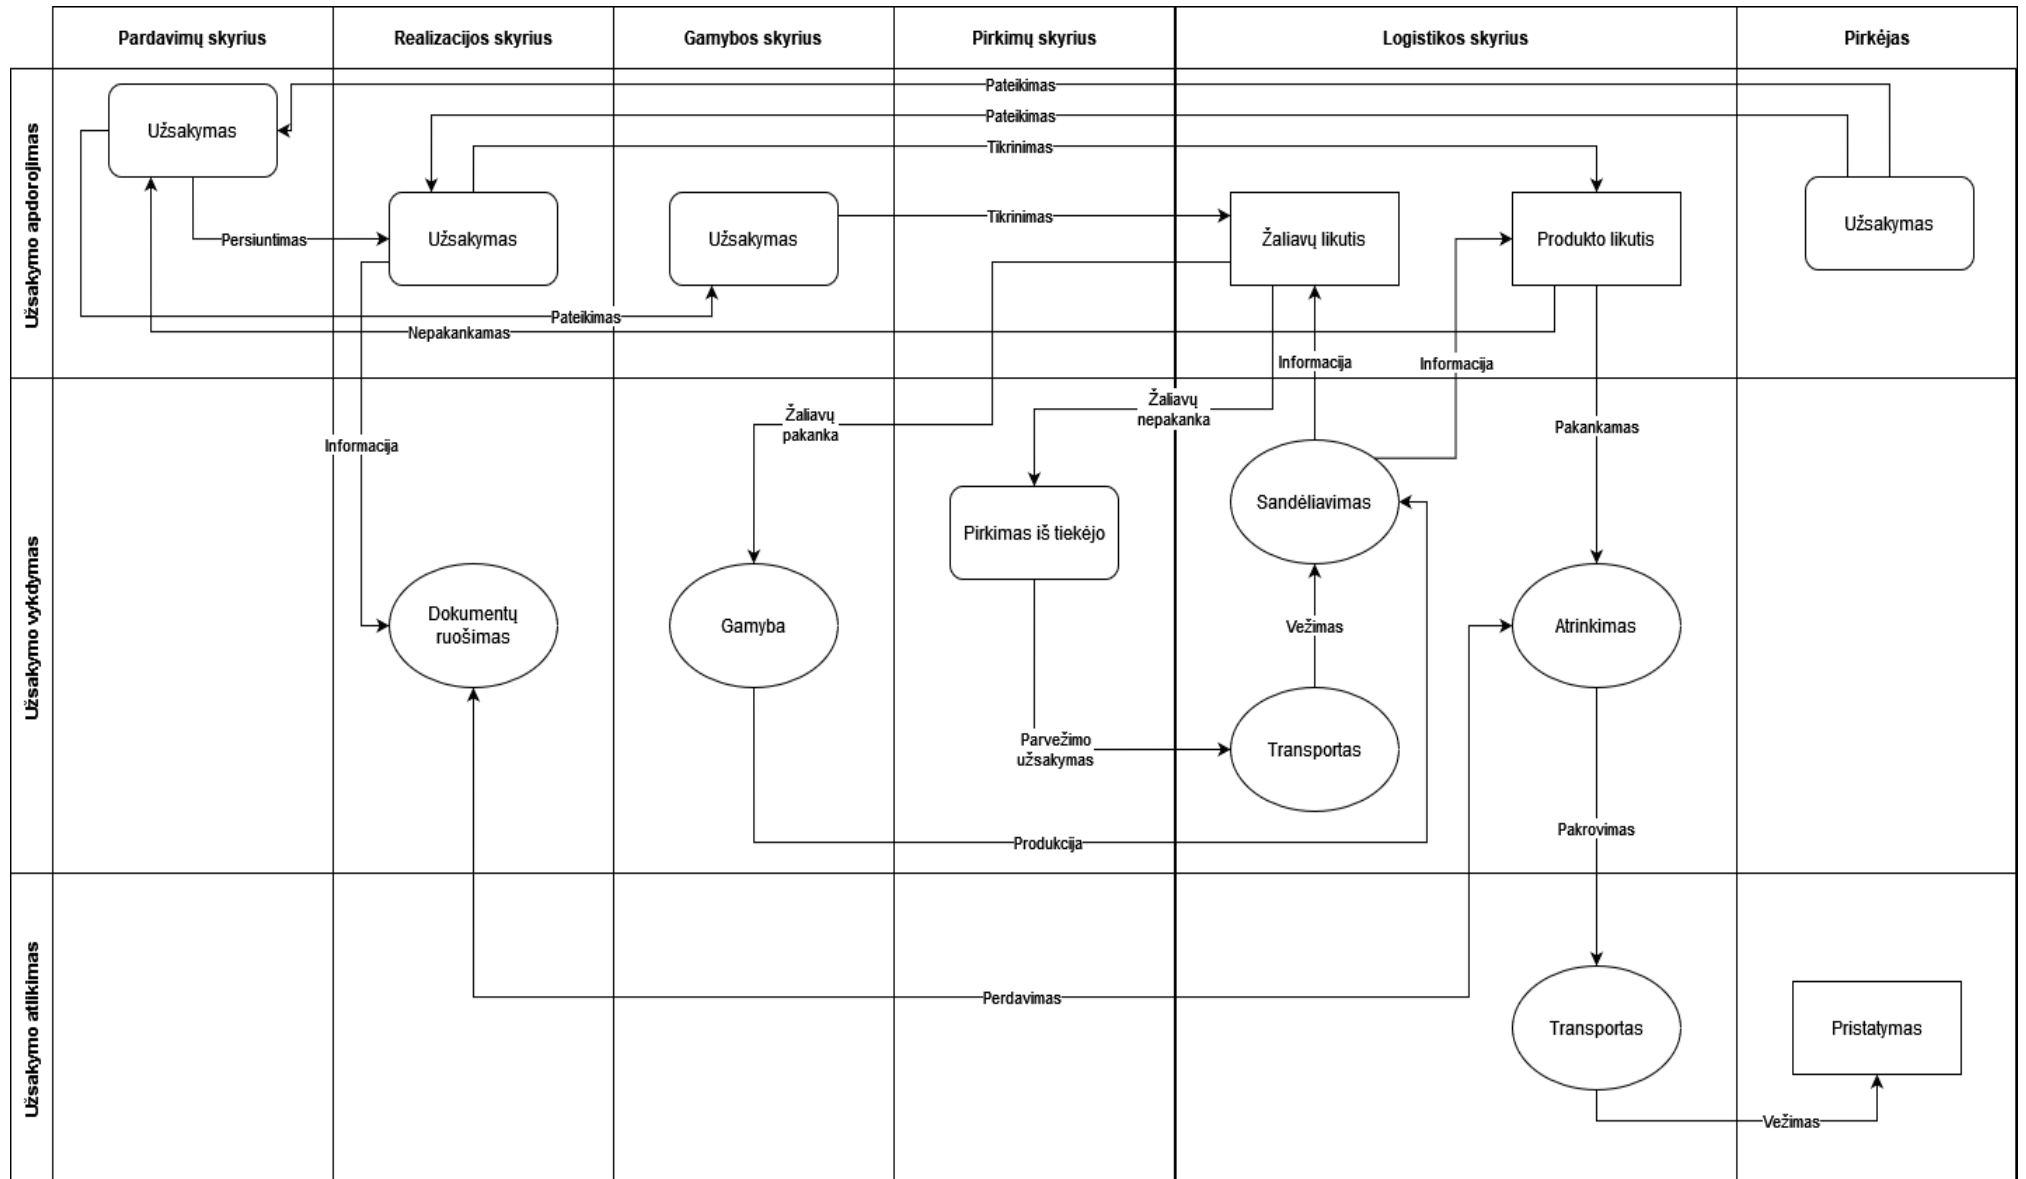 Pardavimų skyrius
Realizacijos skyrius
Gamybos skyrius
Pirkimų skyrius
Logistikos skyrius
Pirkėjas
Užsakymo apdorojimas
Pateikimas
Pateikimas
Užsakymas
Tikrinimas
Užsakymas
Užsakymas
Tikrinimas
Žaliavų likutis
Produkto likutis
Užsakymas
Persiuntimas
Pateikimas
Nepakankamas
Informacija
Informacija
Užsakymo vykdymas
Žaliavų
pakanka
Žaliavų
nepakanka
Pakankamas
Informacija
Sandėliavimas
Pirkimas iš tiekėjo
Dokumentų
ruošimas
Gamyba
Vežimas
Atrinkimas
Parvežimo
užsakymas
Transportas
Produkcija
Pakrovimas
Užsakymo atlikimas
Perdavimas
Transportas
Pristatymas
Vežimas